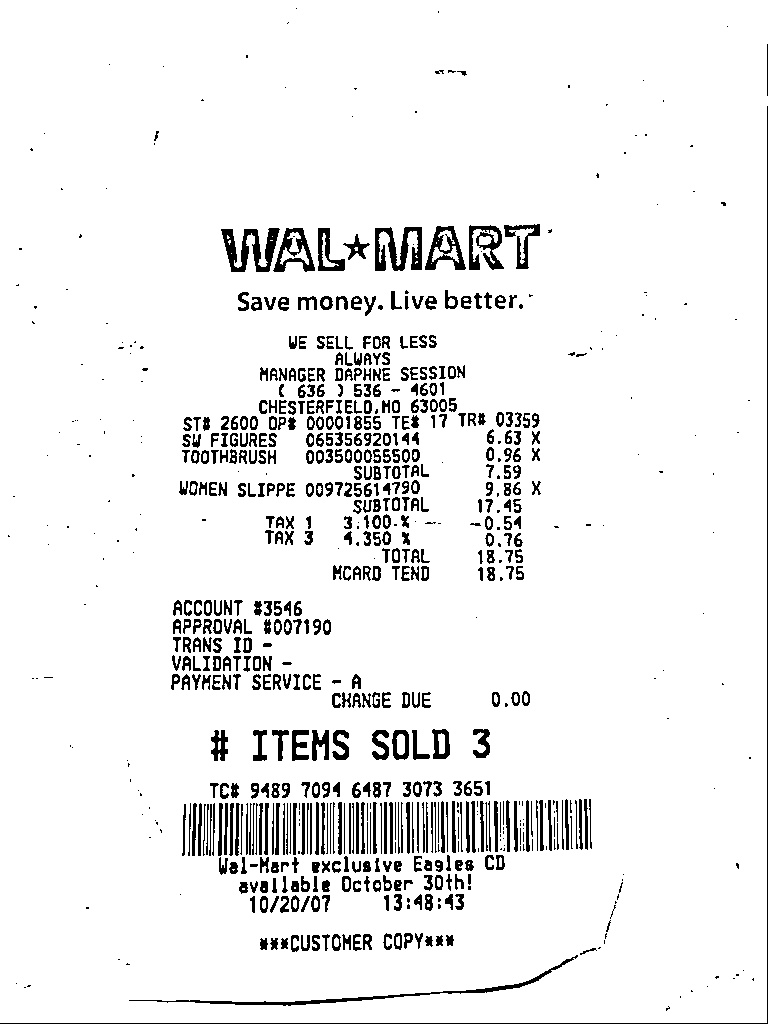 WAL★MART
Save money. Live better.
WE SELL FOR LESS
ALWAYS
MANAGER DAPHNE SESSION
( 636 ) 536 - 4601
CHESTERFIELD,MO 63005
ST# 2600 OP# 00001855 TE# 17 TR# 03359
SW FIGURES 065356920144 6.63 X
TOOTHBRUSH 003500055500 0.96 X
SUBTOTAL 7.59
WOMEN SLIPPE 009725614790 9.86 X
SUBTOTAL 17.45
TAX 1 3.100 % 0.54
TAX 3 4.350 % 0.76
TOTAL 18.75
MCARD TEND 18.75
ACCOUNT #3546
APPROVAL #007190
TRANS ID -
VALIDATION -
PAYMENT SERVICE - A
CHANGE DUE 0.00
# ITEMS SOLD 3
TC# 9489 7094 6487 3073 3651
Wal-Mart exclusive Eagles CD
available October 30th!
10/20/07 13:48:43
***CUSTOMER COPY***